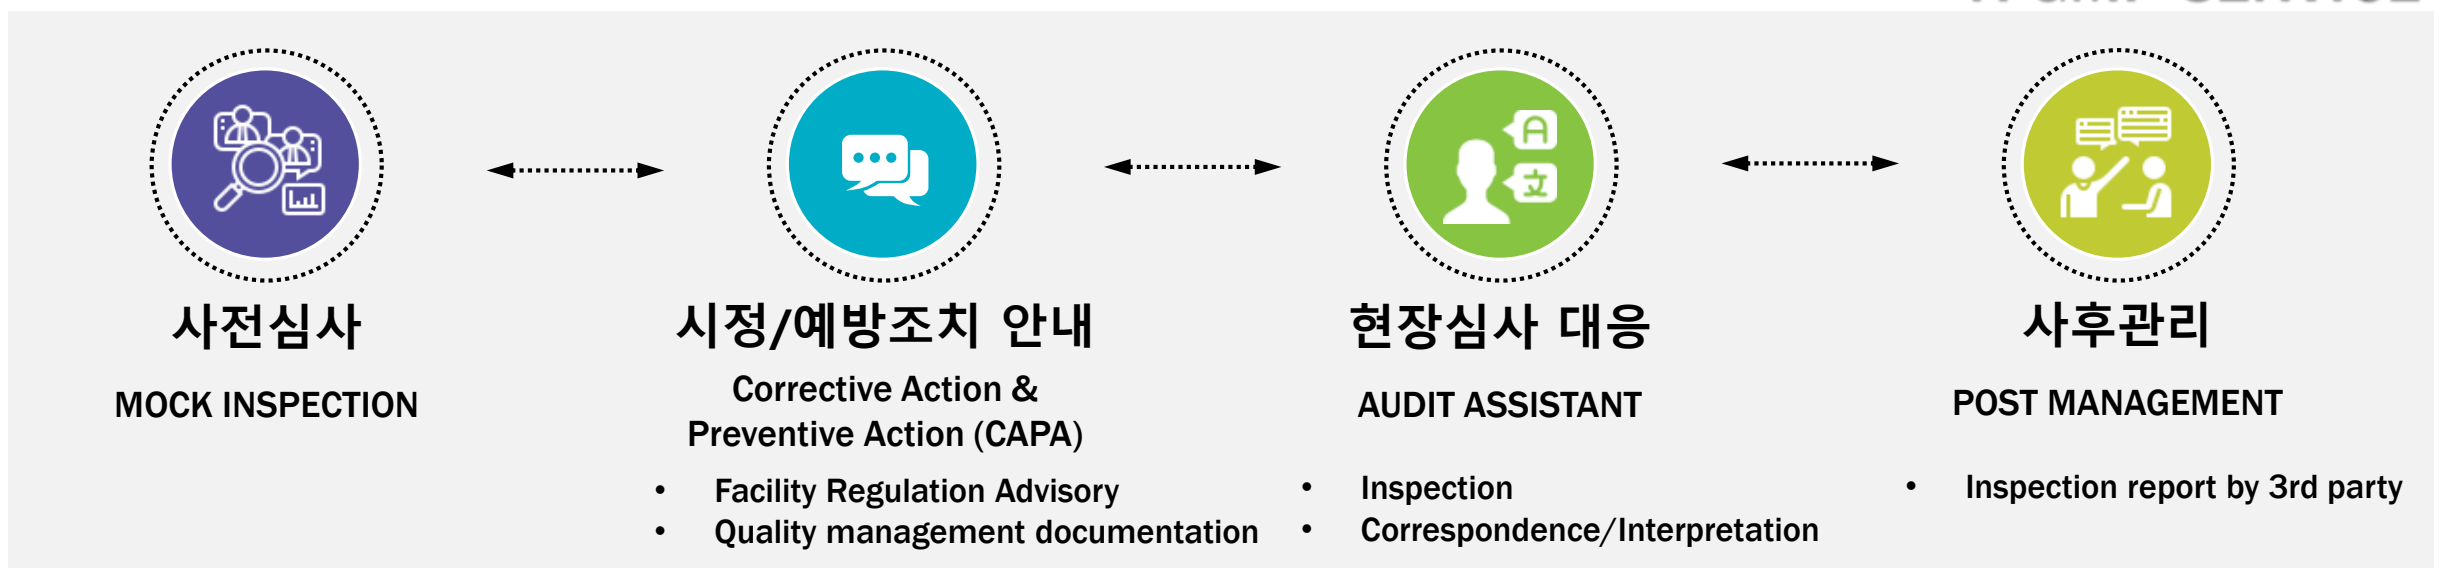 사전심사
MOCK INSPECTION
시정/예방조치 안내
Corrective Action &
Preventive Action (CAPA)
• Facility Regulation Advisory
• Quality management documentation
A
文
현장심사 대응
AUDIT ASSISTANT
• Inspection
• Correspondence/Interpretation
사후관리
POST MANAGEMENT
• Inspection report by 3rd party